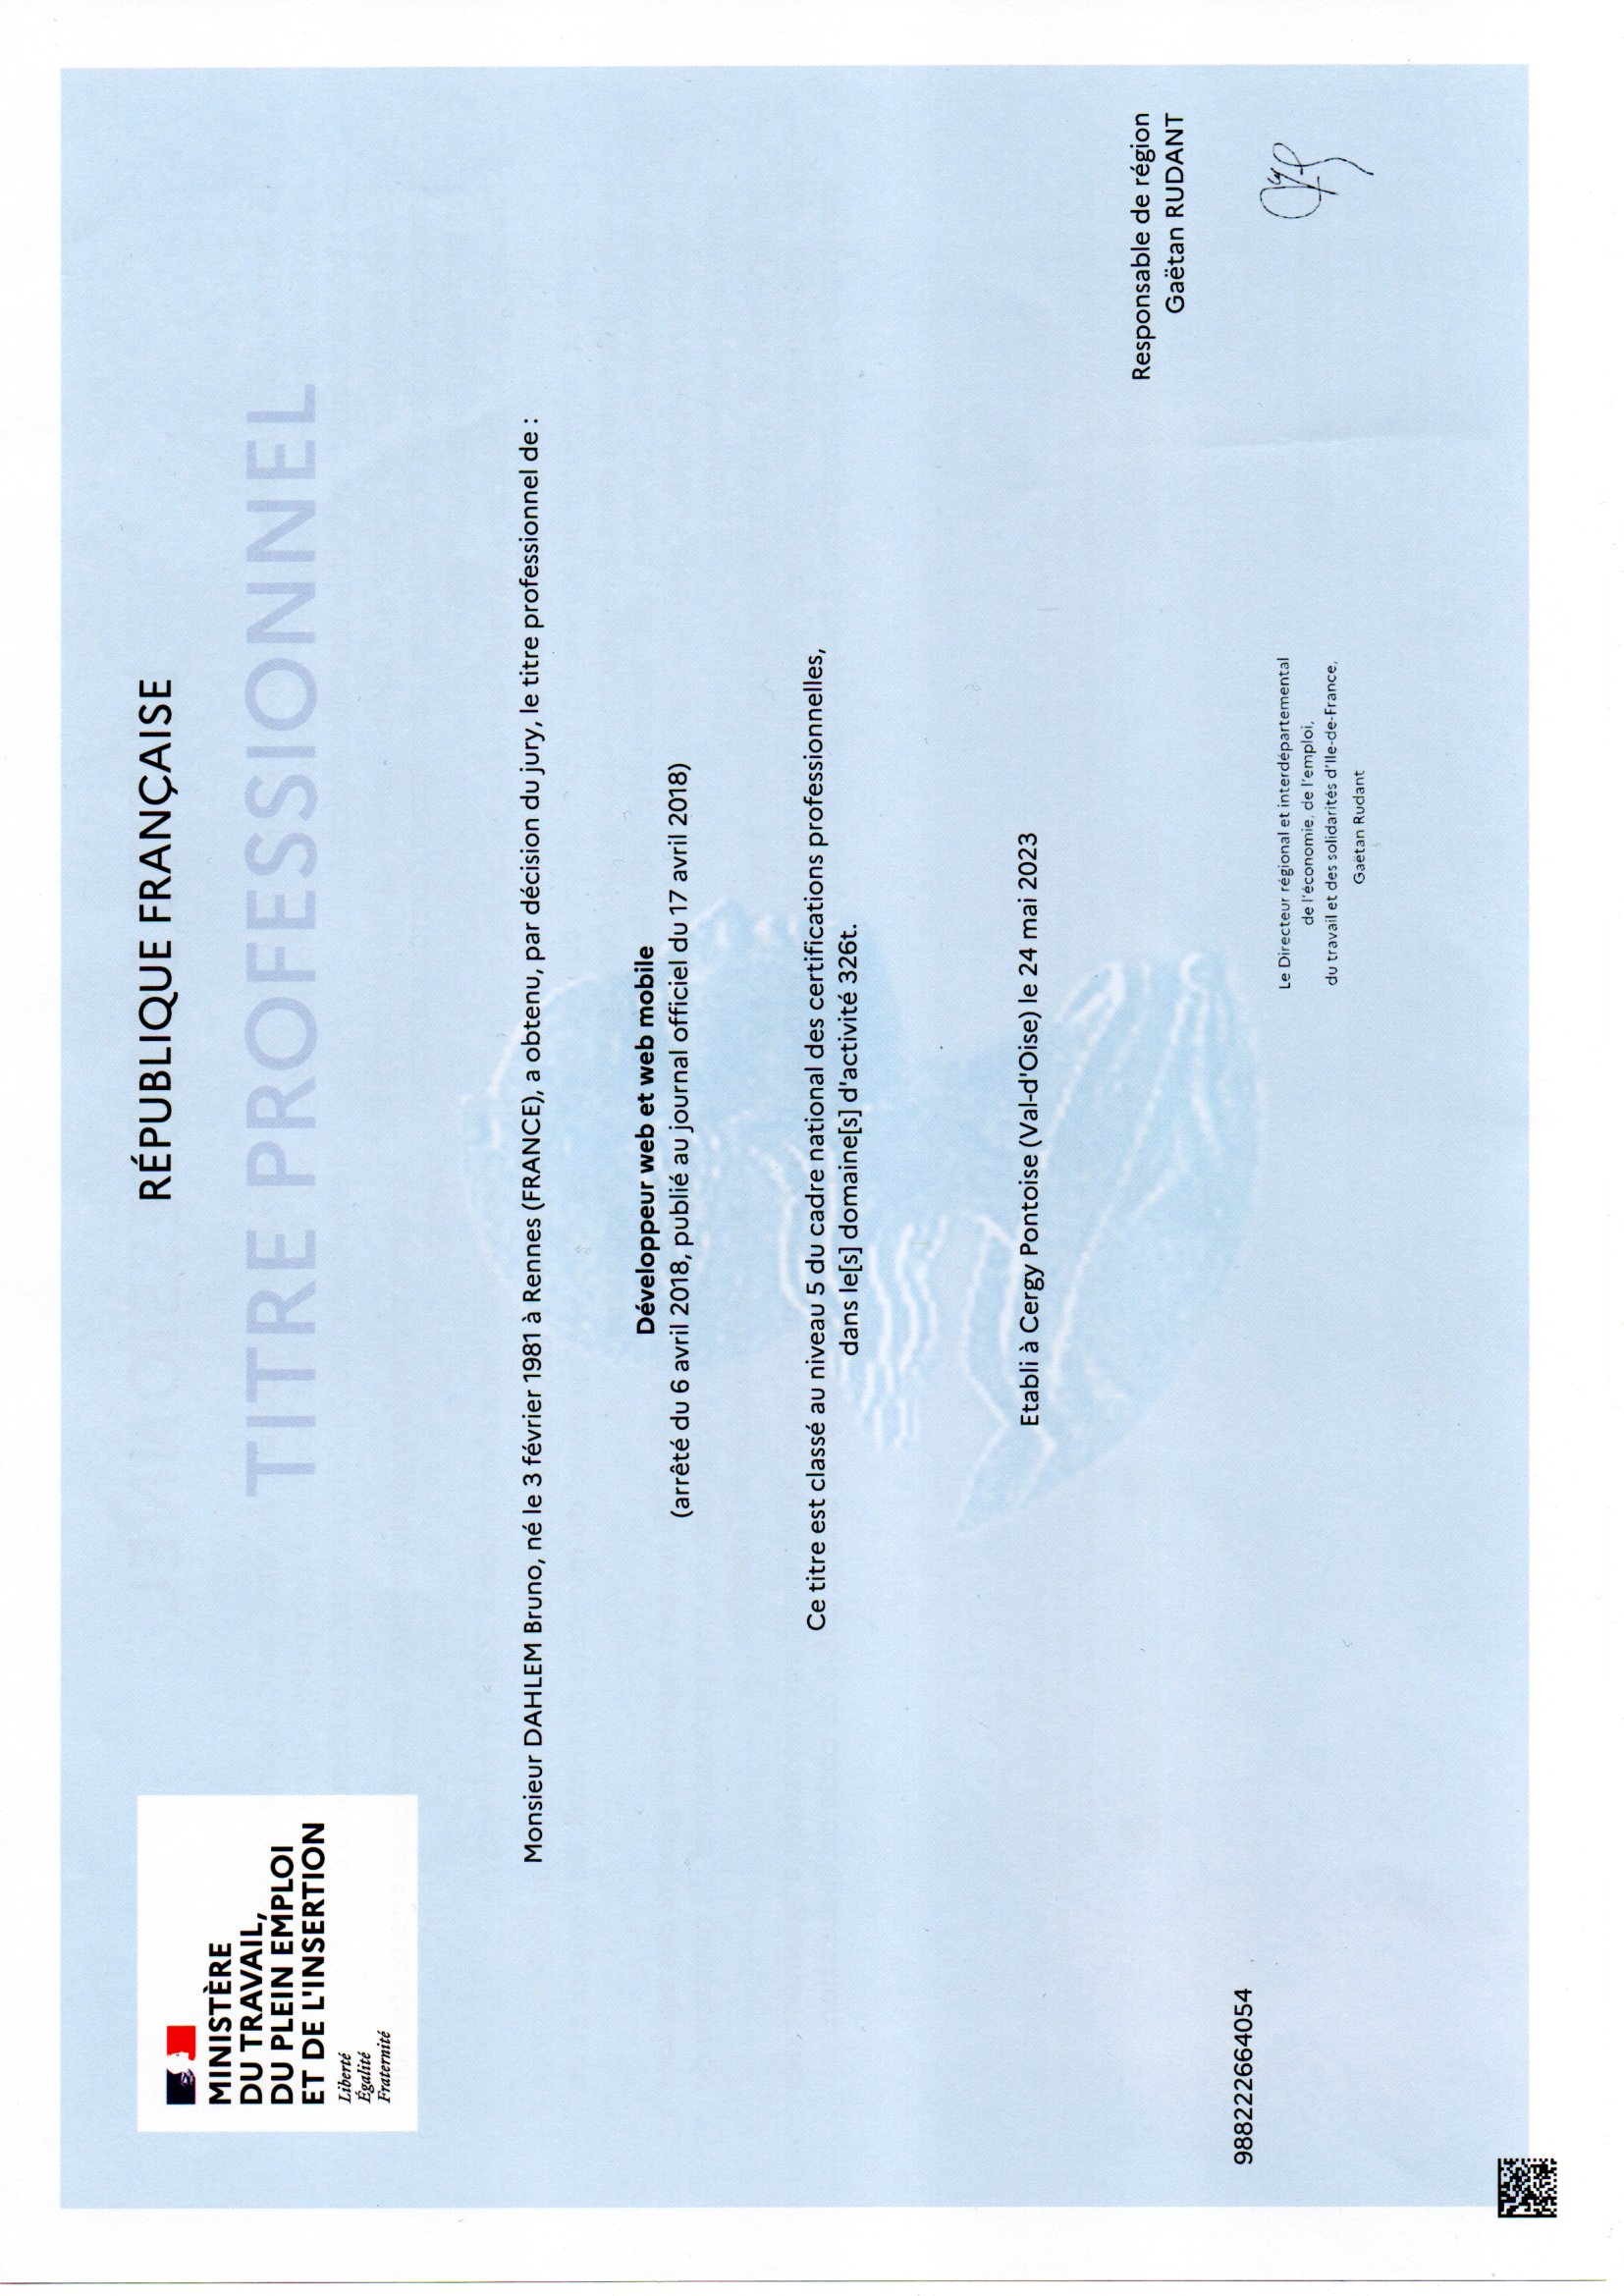 RÉPUBLIQUE FRANÇAISE
MINISTÈRE
DU TRAVAIL,
DU PLEIN EMPLOI
ET DE L'INSERTION
Liberté
Égalité
Fraternité
TITRE PROFESSIONNEL
Monsieur DAHLEM Bruno, né le 3 février 1981 à Rennes (FRANCE), a obtenu, par décision du jury, le titre professionnel de :
Développeur web et web mobile
(arrêté du 6 avril 2018, publié au journal officiel du 17 avril 2018)
Ce titre est classé au niveau 5 du cadre national des certifications professionnelles,
dans le[s] domaine[s] d'activité 326t.
Etabli à Cergy Pontoise (Val-d'Oise) le 24 mai 2023
Responsable de région
Gaëtan RUDANT
988222664054
Le Directeur régional et interdépartemental
de l'économie, de l'emploi,
du travail et des solidarités d'Ile-de-France,
Gaëtan Rudant